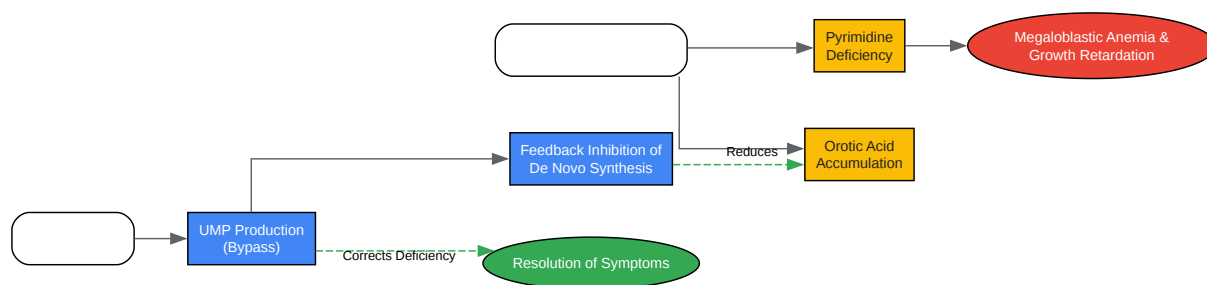 Pyrimidine
Deficiency
Megaloblastic Anemia &
Growth Retardation
Feedback Inhibition of
De Novo Synthesis
Reduces
Orotic Acid
Accumulation
UMP Production
(Bypass)
Corrects Deficiency
Resolution of Symptoms